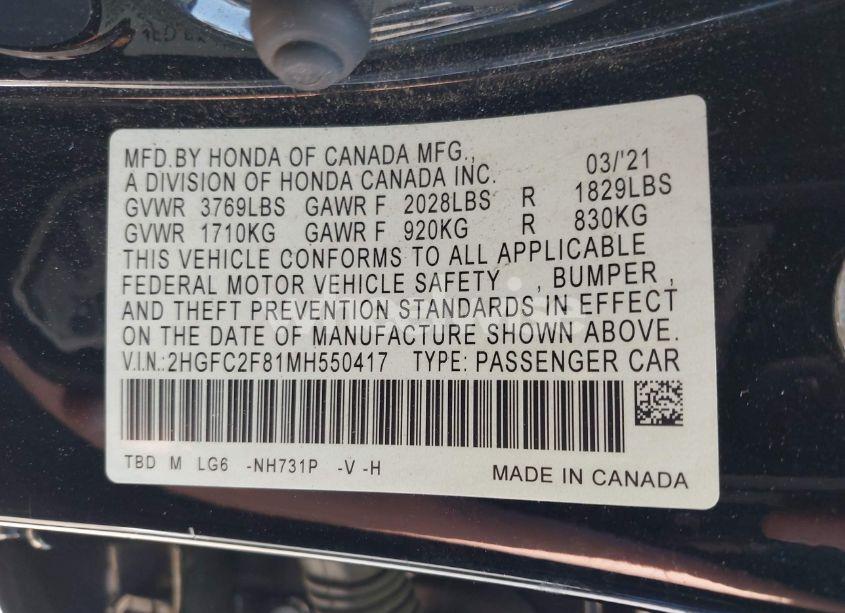 MFD.BY HONDA OF CANADA MFG., 03/'21
A DIVISION OF HONDA CANADA INC.
GVWR 3769LBS GAWR F 2028LBS R 1829LBS
GVWR 1710KG GAWR F 920KG R 830KG
THIS VEHICLE CONFORMS TO ALL APPLICABLE
FEDERAL MOTOR VEHICLE SAFETY , BUMPER ,
AND THEFT PREVENTION STANDARDS IN EFFECT
ON THE DATE OF MANUFACTURE SHOWN ABOVE.
V.I.N.:2HGFC2F81MH550417 TYPE: PASSENGER CAR
TBD M LG6 -NH731P -V -H MADE IN CANADA